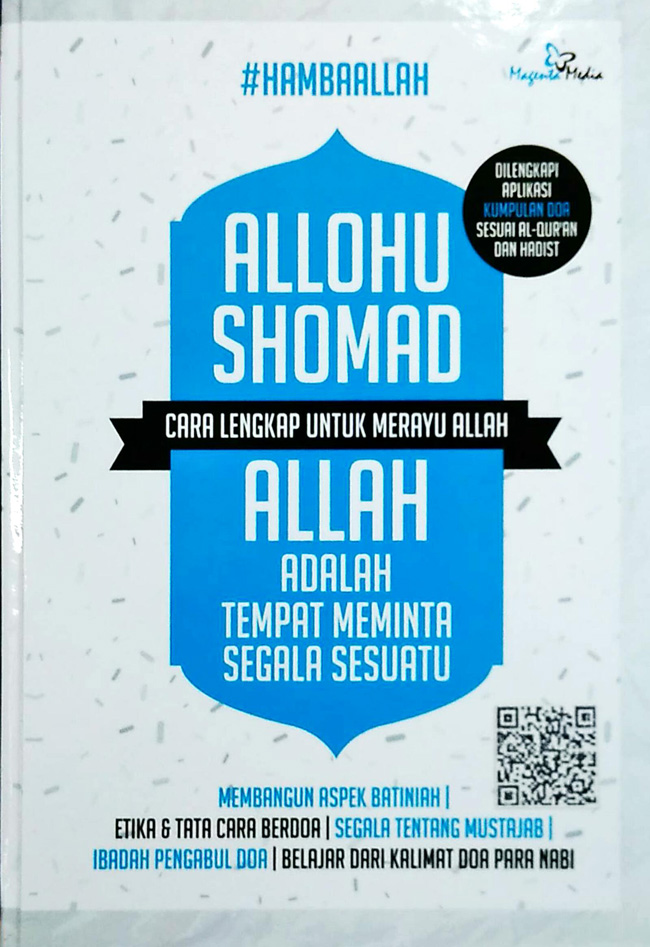 #HAMBAALLAH
Magenta Media
DILENGKAPI
APLIKASI
KUMPULAN DOA
SESUAI AL-QUR'AN
DAN HADIST
ALLOHU
SHOMAD
CARA LENGKAP UNTUK MERAYU ALLAH
ALLAH
ADALAH
TEMPAT MEMINTA
SEGALA SESUATU
MEMBANGUN ASPEK BATINIAH |
ETIKA & TATA CARA BERDOA | SEGALA TENTANG MUSTAJAB |
IBADAH PENGABUL DOA | BELAJAR DARI KALIMAT DOA PARA NABI